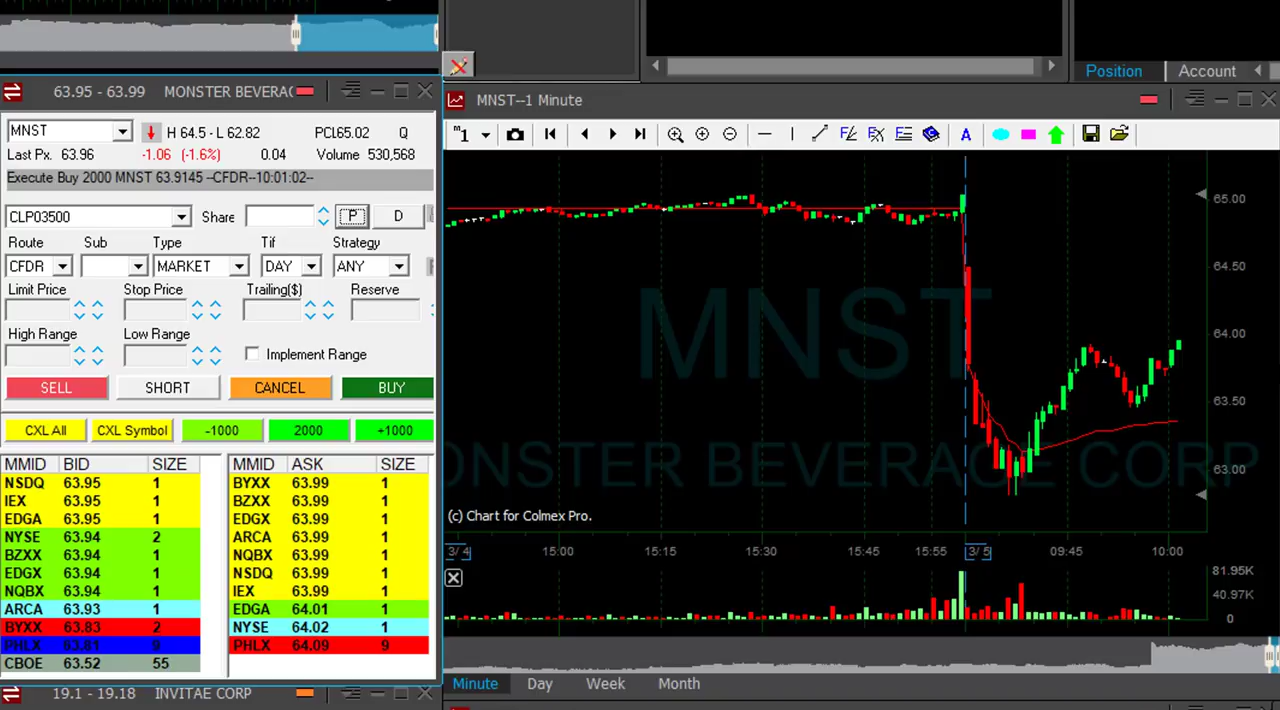 Position
Account
63.95 - 63.99 MONSTER BEVERAG
MNST--1 Minute
MNST
H 64.5 - L 62.82
PCL65.02 Q
1
A
Last Px. 63.96
-1.06 (-1.6%)
0.04
Volume 530,568
Execute Buy 2000 MNST 63.9145 --CFDR--10:01:02--
CLP03500
Share
P
D
Route
Sub
Type
Tif
Strategy
CFDR
MARKET
DAY
ANY
Limit Price
Stop Price
Trailing($)
Reserve
High Range
Low Range
Implement Range
SELL
SHORT
CANCEL
BUY
CXL All
CXL Symbol
-1000
2000
+1000
MMID BID SIZE
NSDQ 63.95 1
IEX 63.95 1
EDGA 63.95 1
NYSE 63.94 2
BZXX 63.94 1
EDGX 63.94 1
NQBX 63.94 1
ARCA 63.93 1
BYXX 63.83 2
PHLX 63.81 9
CBOE 63.52 55
MMID ASK SIZE
BYXX 63.99 1
BZXX 63.99 1
EDGX 63.99 1
ARCA 63.99 1
NQBX 63.99 1
NSDQ 63.99 1
IEX 63.99 1
EDGA 64.01 1
NYSE 64.02 1
PHLX 64.09 9
19.1 - 19.18 INVITAE CORP
MNST
ONSTER BEVERAGE CORP
65.00
64.50
64.00
63.50
63.00
(c) Chart for Colmex Pro.
3/ 4
15:00
15:15
15:30
15:45
15:55
3/ 5
09:45
10:00
81.95K
40.97K
0
Minute
Day
Week
Month